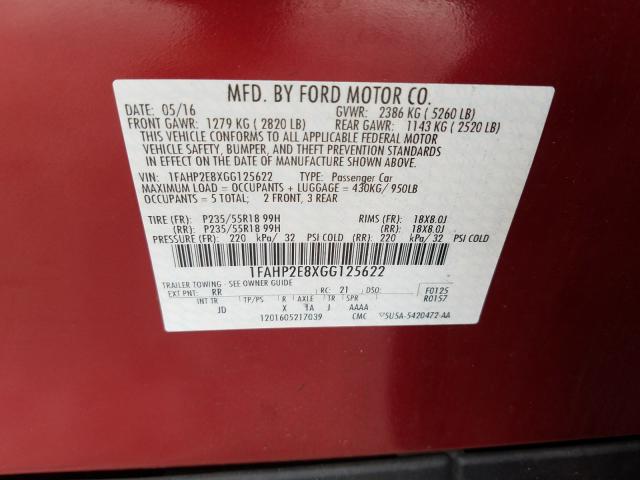 MFD. BY FORD MOTOR CO.
DATE: 05/16 GVWR: 2386 KG ( 5260 LB)
FRONT GAWR: 1279 KG ( 2820 LB) REAR GAWR: 1143 KG ( 2520 LB)
THIS VEHICLE CONFORMS TO ALL APPLICABLE FEDERAL MOTOR
VEHICLE SAFETY, BUMPER, AND THEFT PREVENTION STANDARDS
IN EFFECT ON THE DATE OF MANUFACTURE SHOWN ABOVE.
VIN: 1FAHP2E8XGG125622 TYPE: Passenger Car
MAXIMUM LOAD = OCCUPANTS + LUGGAGE = 430KG/ 950LB
OCCUPANTS = 5 TOTAL; 2 FRONT, 3 REAR
TIRE (FR): P235/55R18 99H RIMS (FR): 18X8.0J
(RR): P235/55R18 99H (RR): 18X8.0J
PRESSURE (FR): 220 kPa/ 32 PSI COLD (RR): 220 kPa/ 32 PSI COLD
1FAHP2E8XGG125622
TRAILER TOWING - SEE OWNER GUIDE
EXT PNT: RR RC: 21 DSO: F0125
INT TR TP/PS R AXLE TR SPR R0157
JD X A J AAAA
1201605217039 CMC 5U5A-5420472-AA